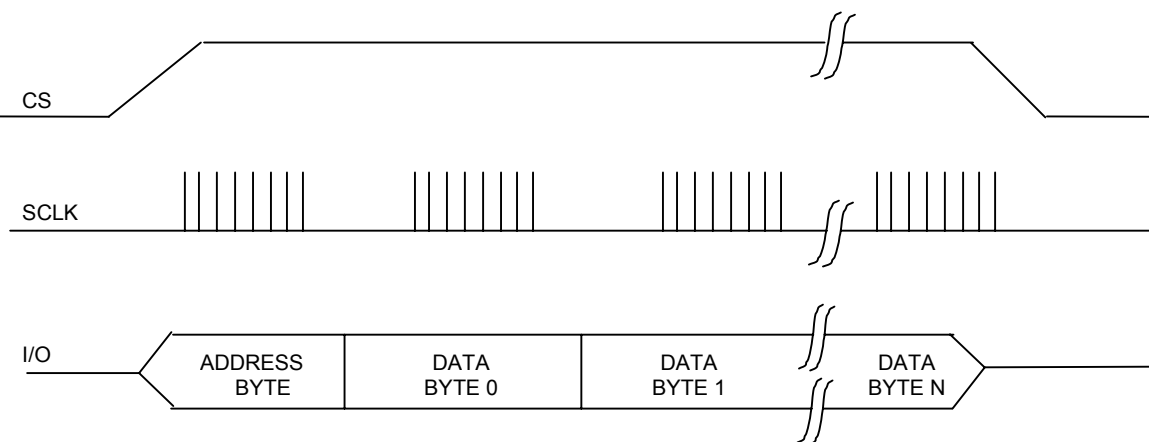 CS
SCLK
I/O
ADDRESS
BYTE
DATA
BYTE 0
DATA
BYTE 1
DATA
BYTE N